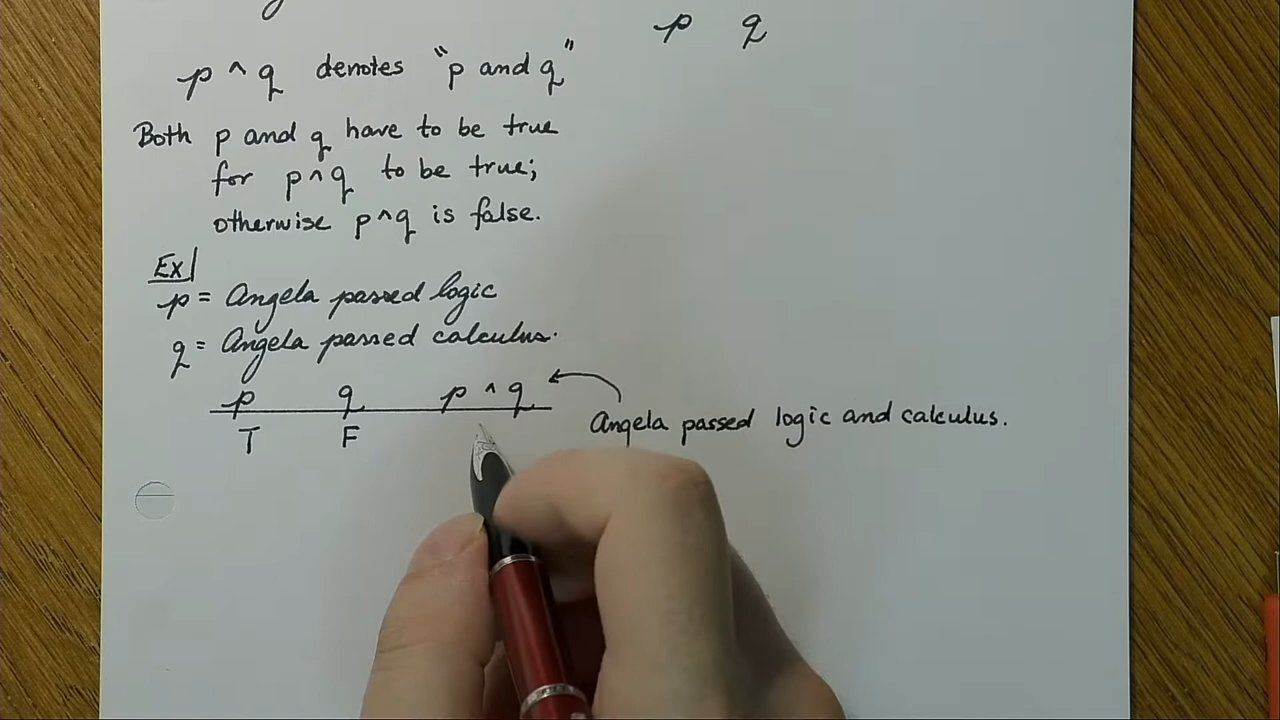 p q
p ^ q denotes "p and q"
Both p and q have to be true
for p ^ q to be true;
otherwise p ^ q is false.
Ex
p = Angela passed logic
q = Angela passed calculus.
p q p ^ q
Angela passed logic and calculus.
T F